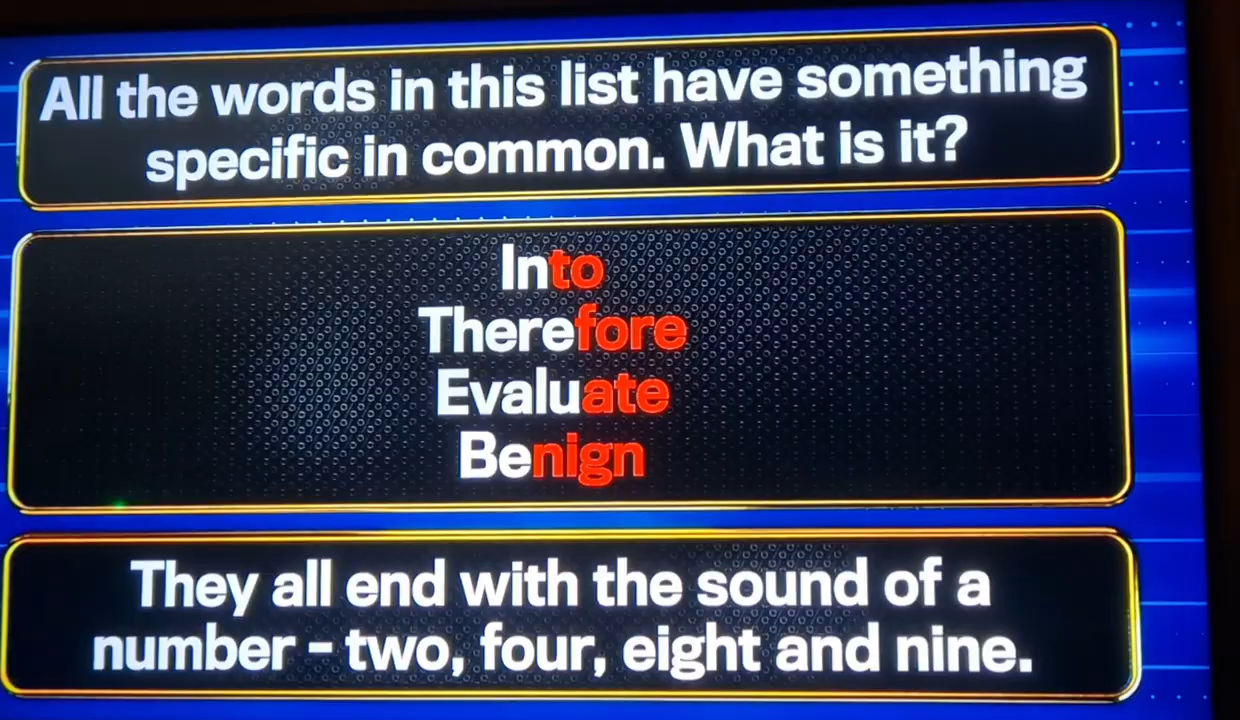 All the words in this list have something
specific in common. What is it?
Into
Therefore
Evaluate
Benign
They all end with the sound of a
number – two, four, eight and nine.